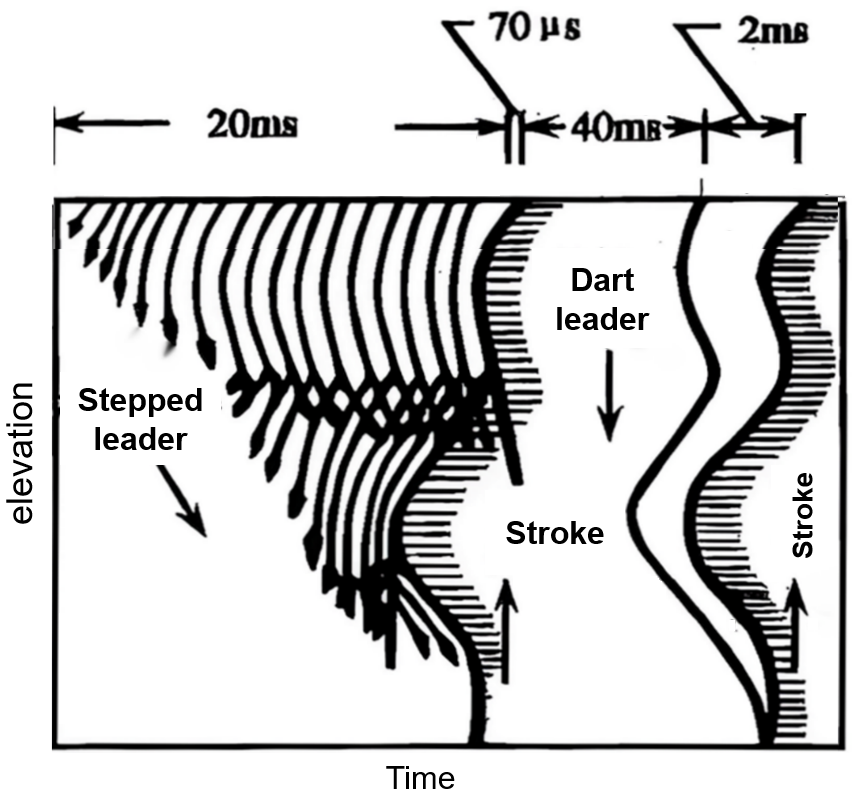 70 μs
2ms
20ms
40ms
Dart
leader
Stepped
leader
elevation
Stroke
Stroke
Time